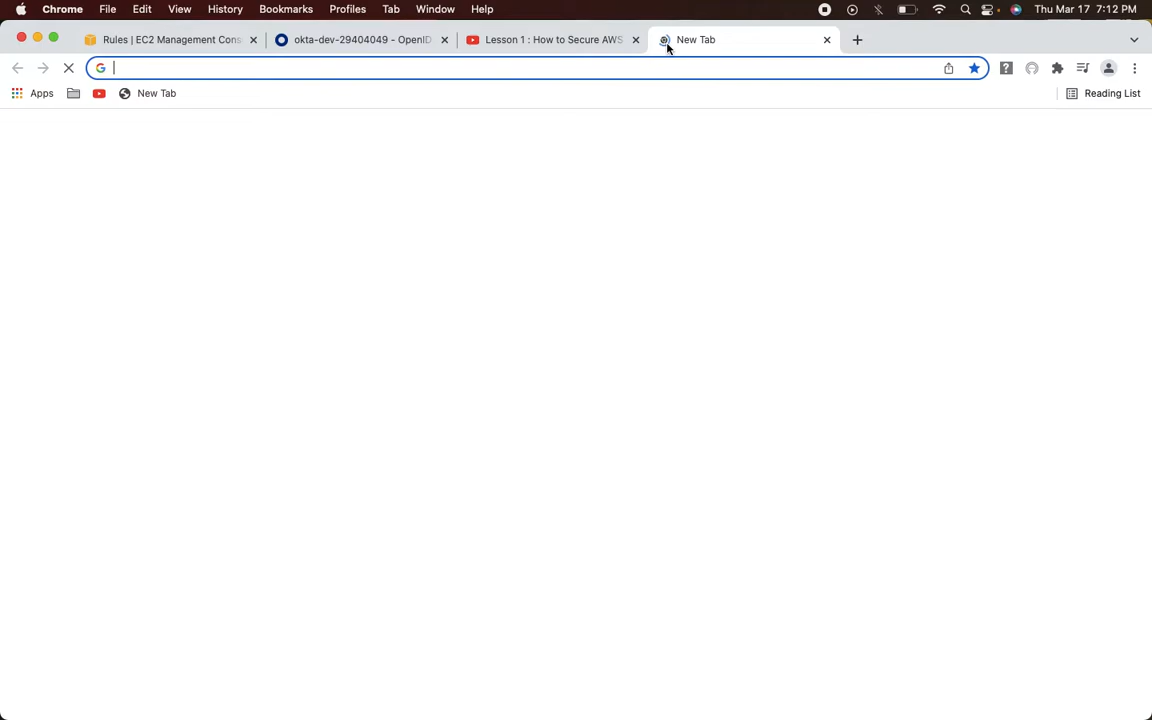 Chrome File Edit View History Bookmarks Profiles Tab Window Help Thu Mar 17 7:12 PM
Rules | EC2 Management Cons okta-dev-29404049 - OpenID Lesson 1 : How to Secure AWS New Tab
Apps New Tab Reading List